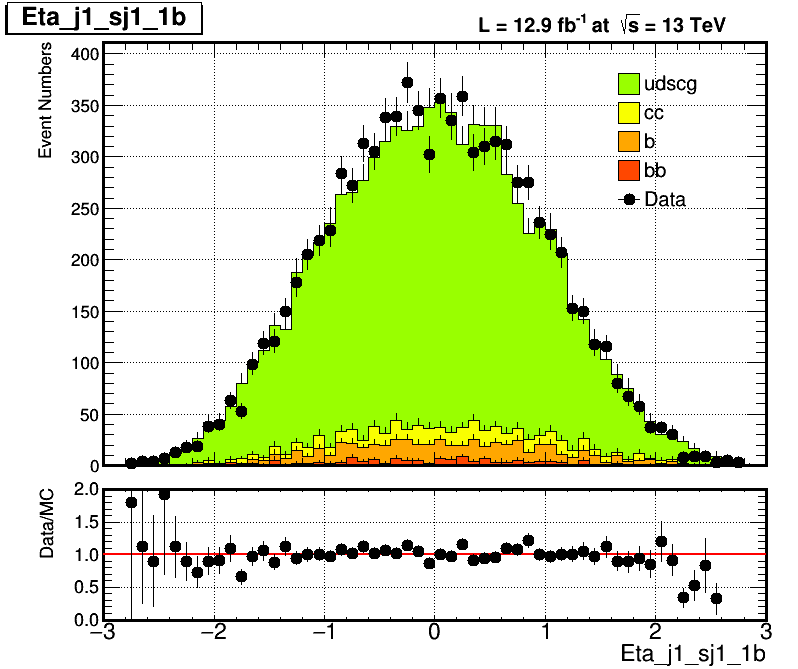 Eta_j1_sj1_1b
L = 12.9 fb-1 at √s = 13 TeV
Event Numbers
400
350
300
250
200
150
100
50
0
udscg
cc
b
bb
Data
Data/MC
2.0
1.5
1.0
0.5
0.0
−3 −2 −1 0 1 2 3
Eta_j1_sj1_1b